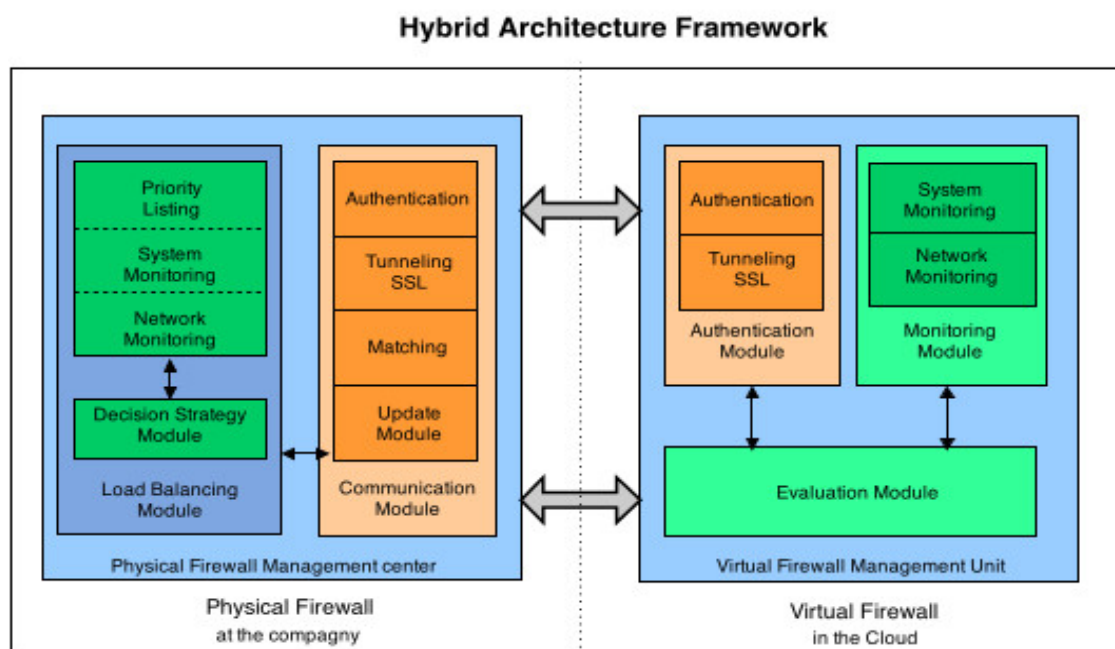 Hybrid Architecture Framework
Priority
Listing
System
Monitoring
Network
Monitoring
Decision Strategy
Module
Load Balancing
Module
Authentication
Tunneling
SSL
Matching
Update
Module
Communication
Module
Physical Firewall Management center
Physical Firewall
at the compagny
Authentication
Tunneling
SSL
Authentication
Module
System
Monitoring
Network
Monitoring
Monitoring
Module
Evaluation Module
Virtual Firewall Management Unit
Virtual Firewall
in the Cloud